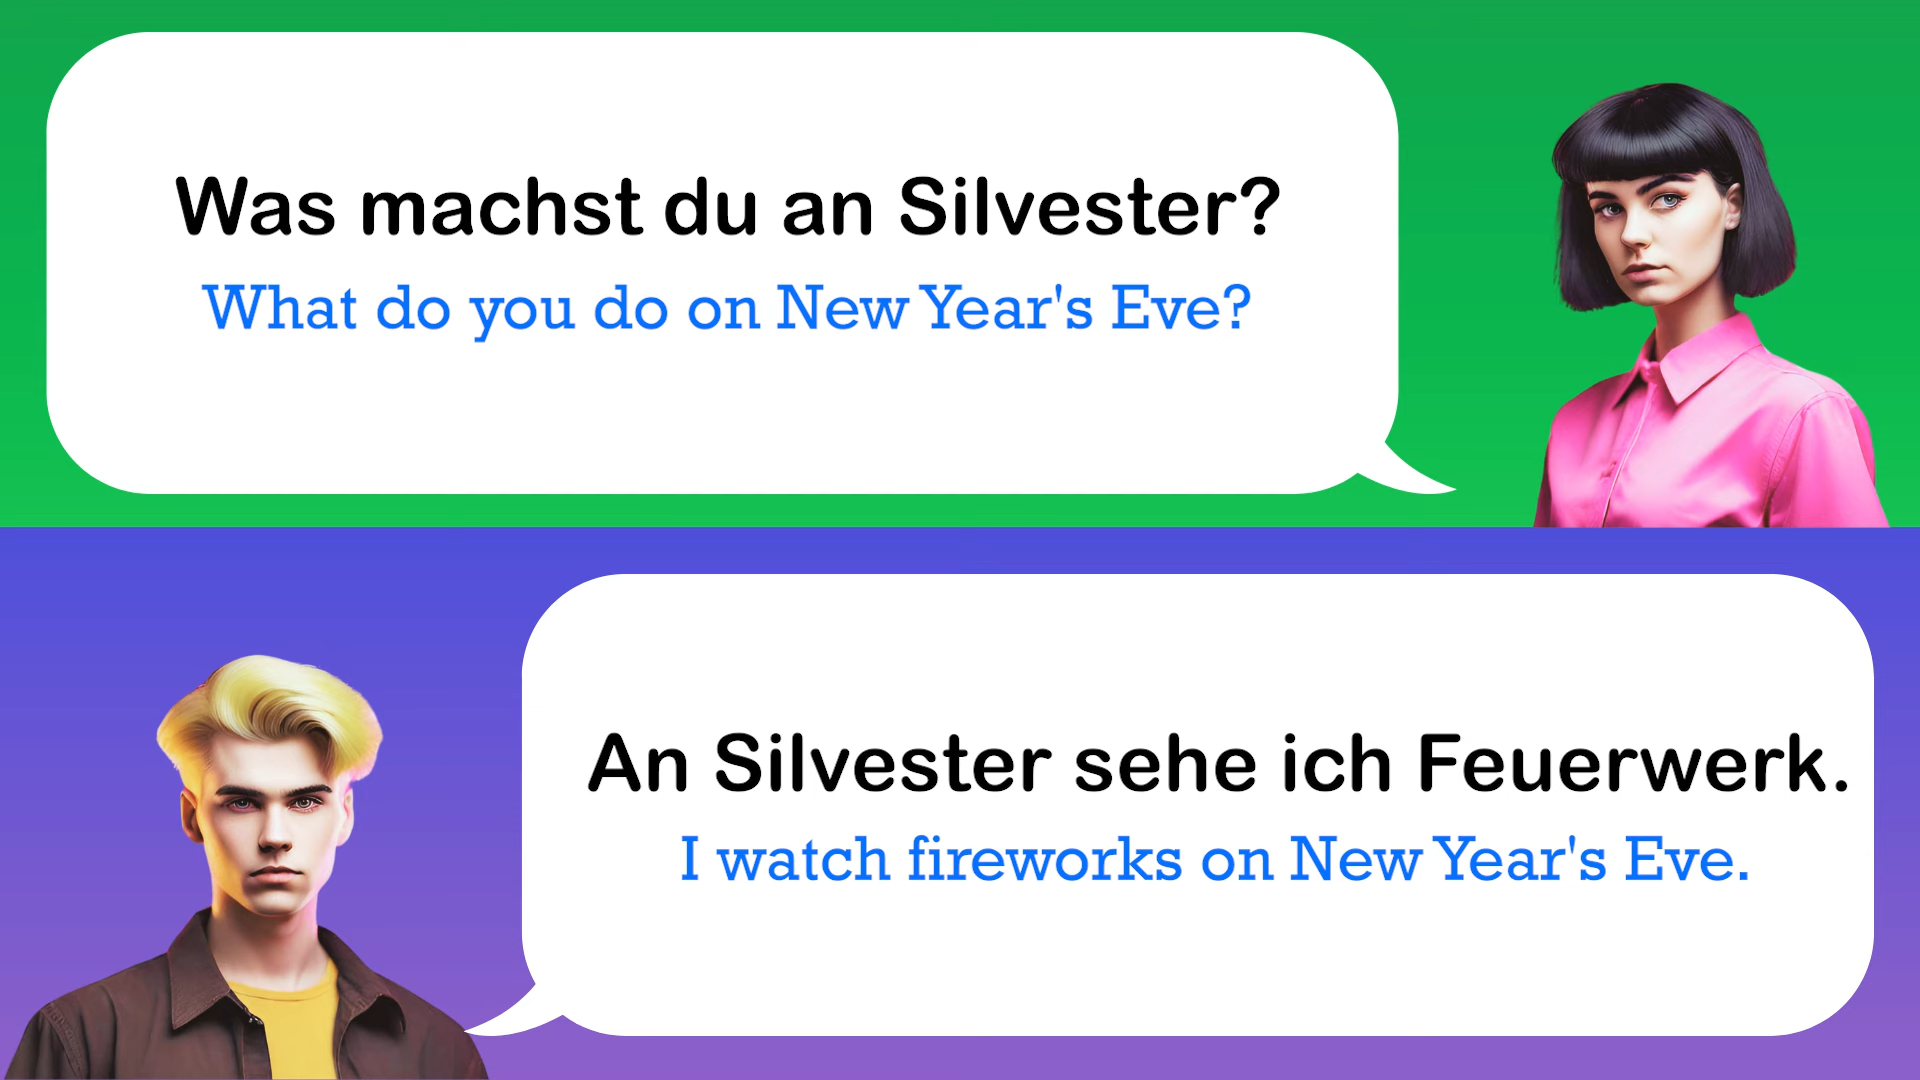 Was machst du an Silvester?
What do you do on New Year's Eve?
An Silvester sehe ich Feuerwerk.
I watch fireworks on New Year's Eve.